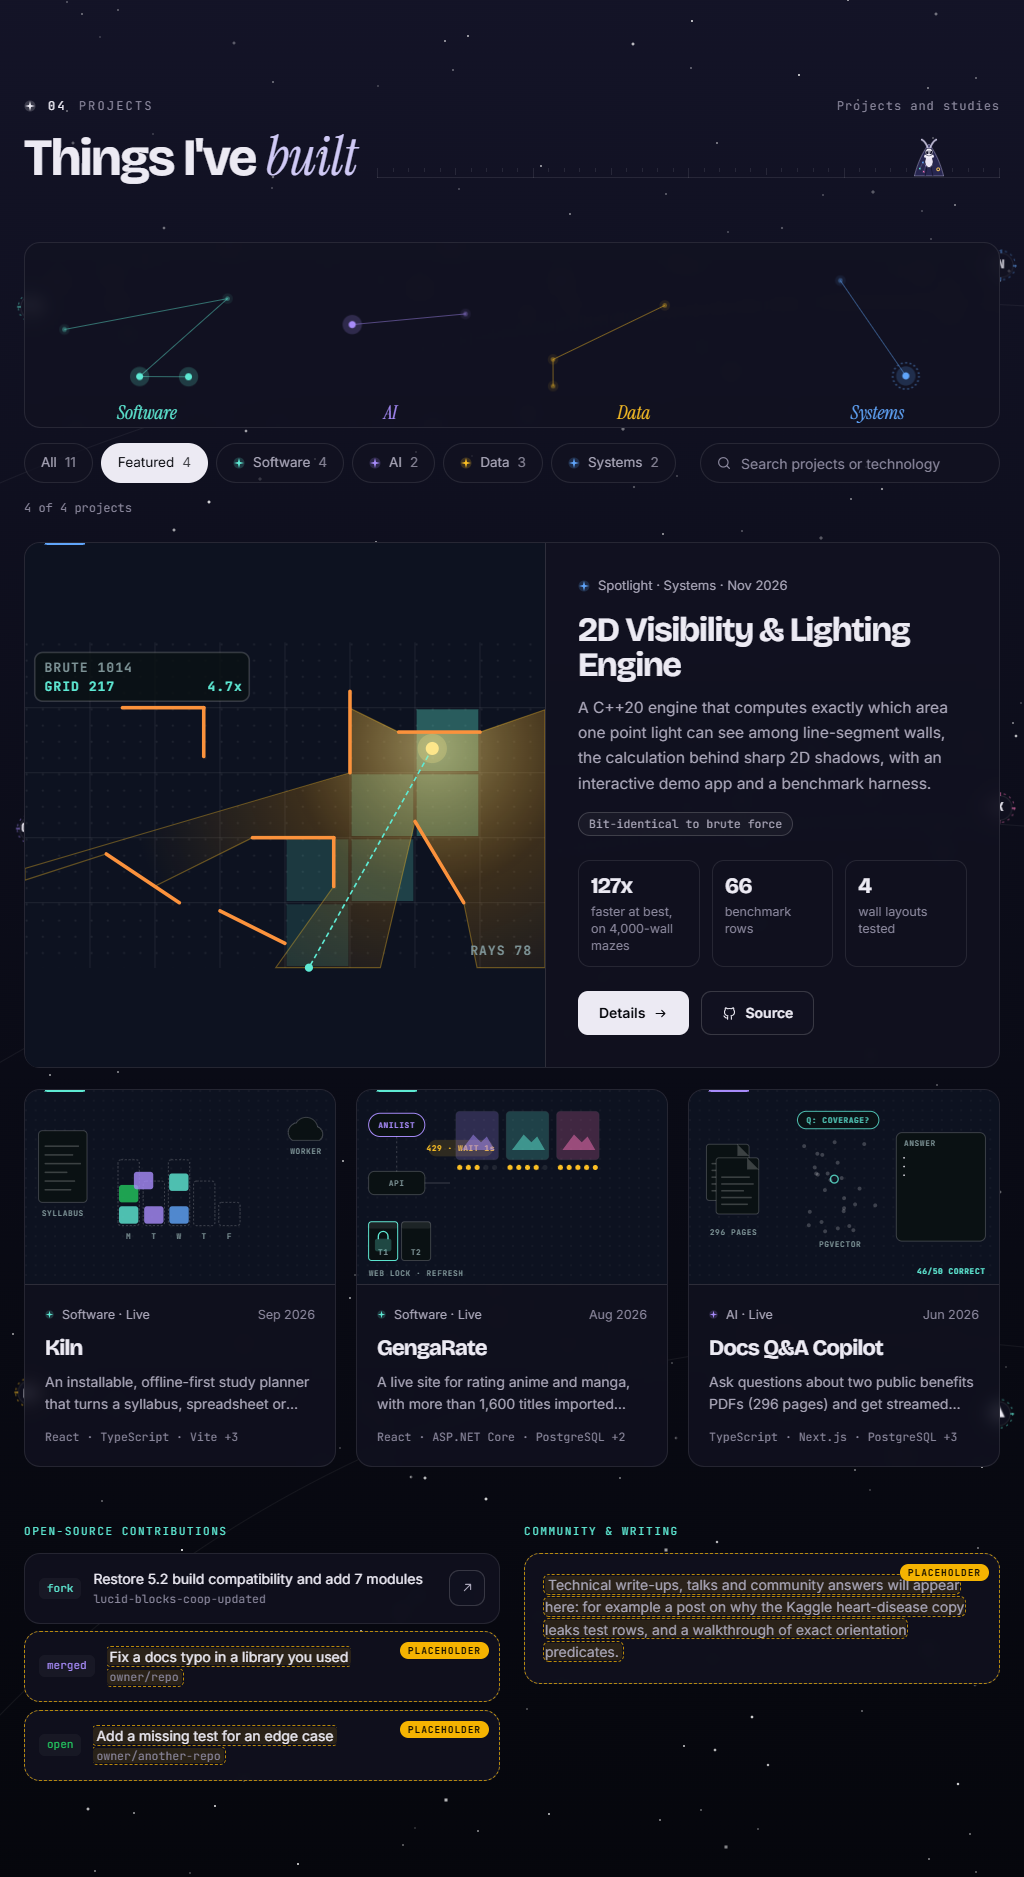 04. PROJECTS
Projects and studies
Things I've built
Software
AI
Data
Systems
All 11
Featured 4
Software 4
AI 2
Data 3
Systems 2
Search projects or technology
4 of 4 projects
BRUTE 1014
GRID 217 4.7x
RAYS 78
Spotlight · Systems · Nov 2026
2D Visibility & Lighting
Engine
A C++20 engine that computes exactly which area
one point light can see among line-segment walls,
the calculation behind sharp 2D shadows, with an
interactive demo app and a benchmark harness.
Bit-identical to brute force
127x
faster at best,
on 4,000-wall
mazes
66
benchmark
rows
4
wall layouts
tested
Details →
Source
SYLLABUS
WORKER
M T W T F
Software · Live
Sep 2026
Kiln
An installable, offline-first study planner
that turns a syllabus, spreadsheet or...
React · TypeScript · Vite +3
ANILIST
429 · WAIT 1s
API
T1 T2
WEB LOCK · REFRESH
Software · Live
Aug 2026
GengaRate
A live site for rating anime and manga,
with more than 1,600 titles imported...
React · ASP.NET Core · PostgreSQL +2
Q: COVERAGE?
ANSWER
296 PAGES
PGVECTOR
46/50 CORRECT
AI · Live
Jun 2026
Docs Q&A Copilot
Ask questions about two public benefits
PDFs (296 pages) and get streamed...
TypeScript · Next.js · PostgreSQL +3
OPEN-SOURCE CONTRIBUTIONS
fork
Restore 5.2 build compatibility and add 7 modules
lucid-blocks-coop-updated
merged
Fix a docs typo in a library you used
owner/repo
PLACEHOLDER
open
Add a missing test for an edge case
owner/another-repo
PLACEHOLDER
COMMUNITY & WRITING
PLACEHOLDER
Technical write-ups, talks and community answers will appear
here: for example a post on why the Kaggle heart-disease copy
leaks test rows, and a walkthrough of exact orientation
predicates.